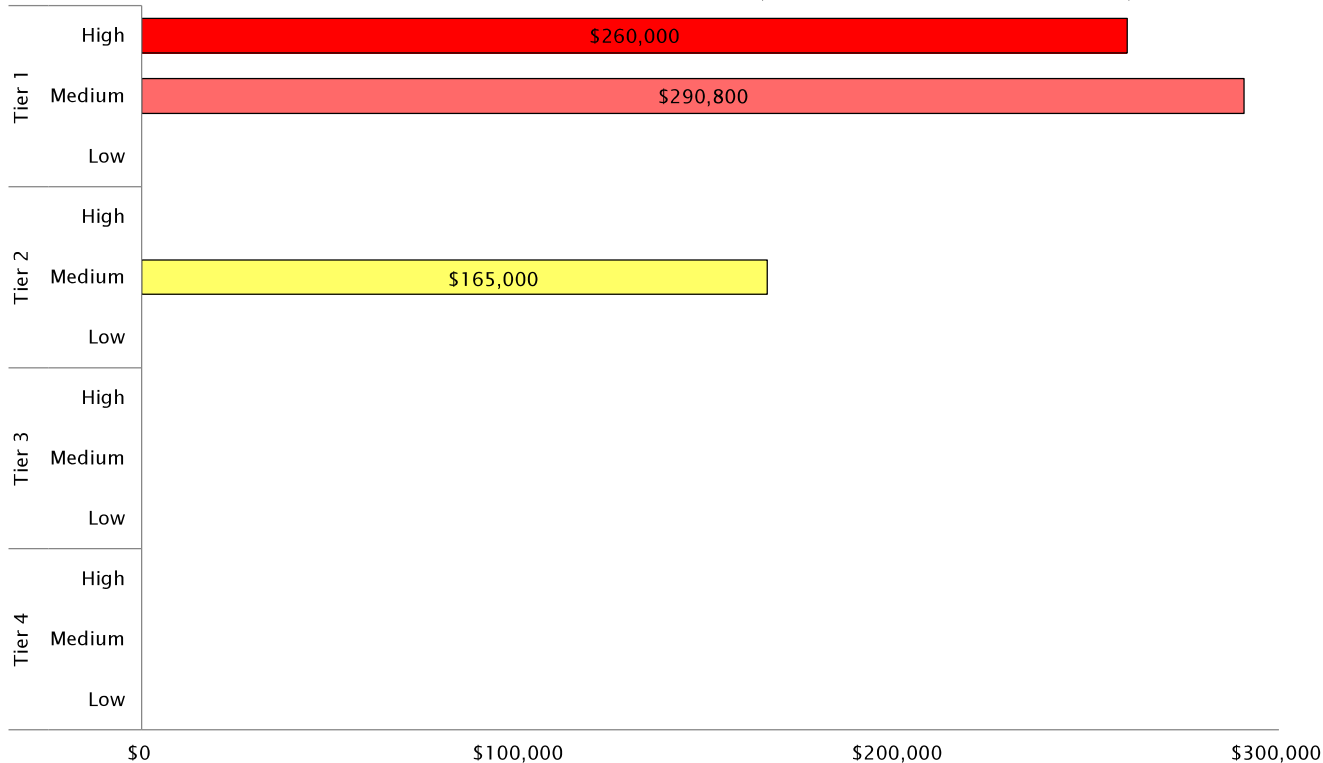 Tier 1
High
$260,000
Medium
$290,800
Low
Tier 2
High
Medium
$165,000
Low
Tier 3
High
Medium
Low
Tier 4
High
Medium
Low
$0 $100,000 $200,000 $300,000